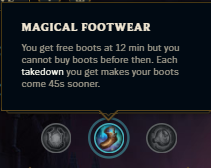 MAGICAL FOOTWEAR
You get free boots at 12 min but you
cannot buy boots before then. Each
takedown you get makes your boots
come 45s sooner.